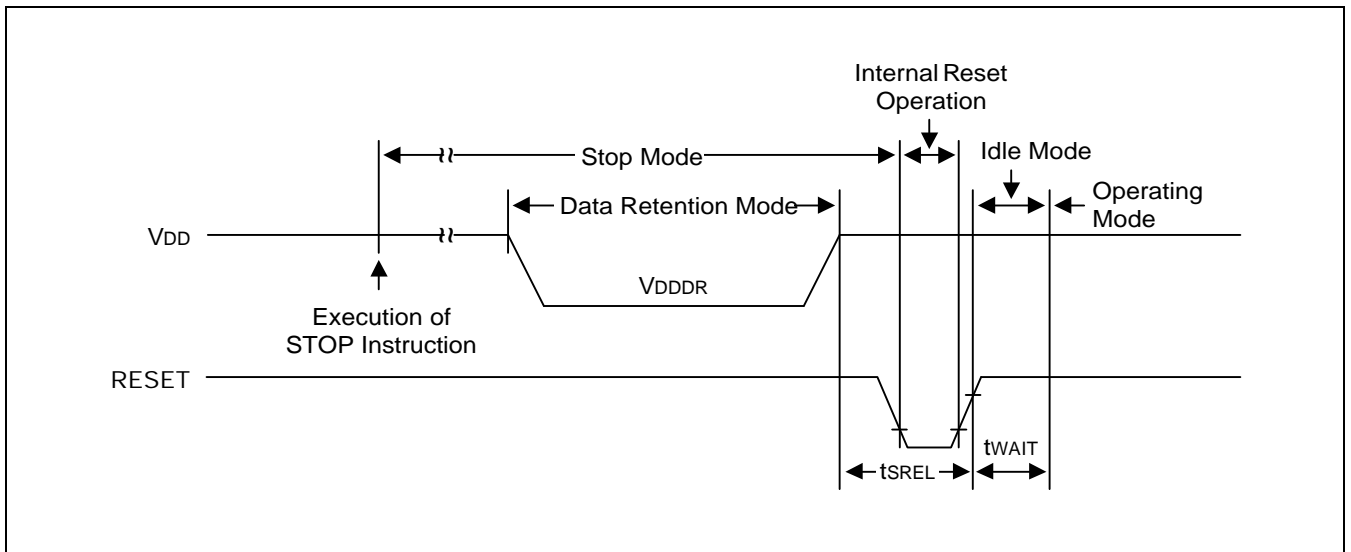 Internal Reset
Operation
Stop Mode
Idle Mode
Data Retention Mode
Operating
Mode
VDD
VDDDR
Execution of
STOP Instruction
RESET
tSREL
tWAIT